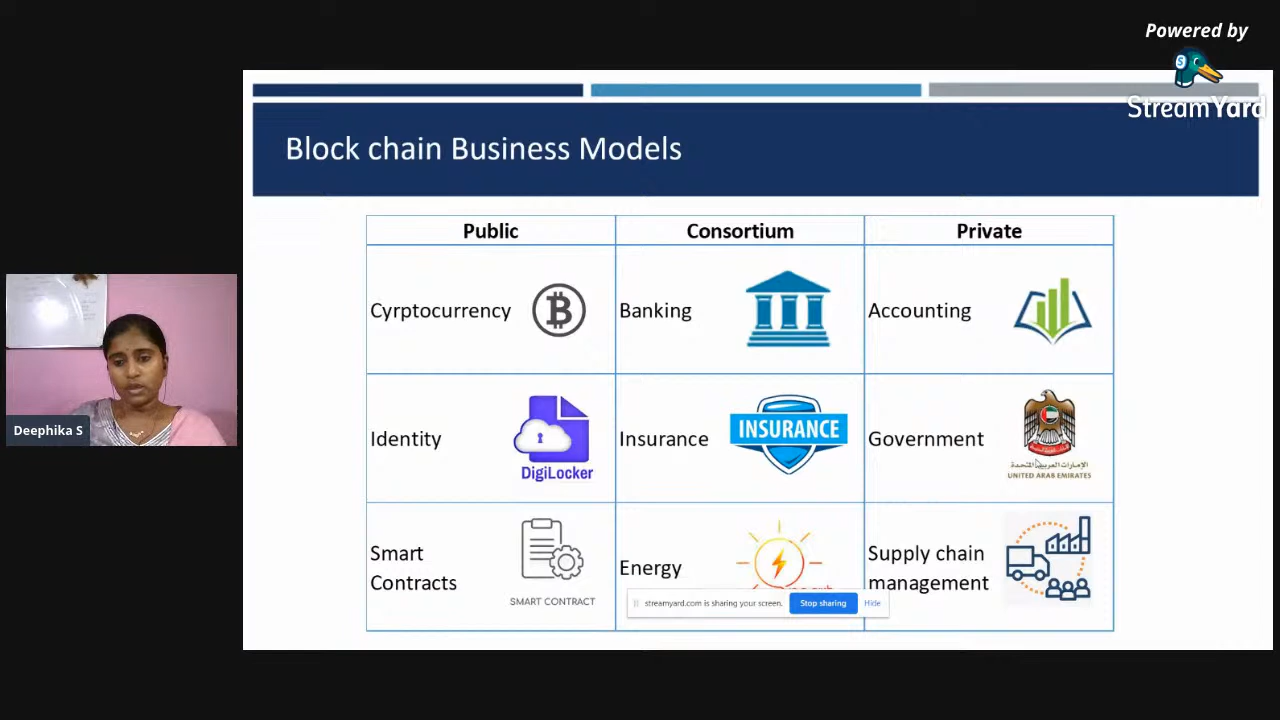 Powered by
StreamYard
Block chain Business Models
Public
Consortium
Private
Cyrptocurrency
Banking
Accounting
Identity
DigiLocker
Insurance
INSURANCE
Government
الإمارات العربية المتحدة
UNITED ARAB EMIRATES
Smart
Contracts
SMART CONTRACT
Energy
Supply chain
management
streamyard.com is sharing your screen.
Stop sharing
Hide
Deephika S